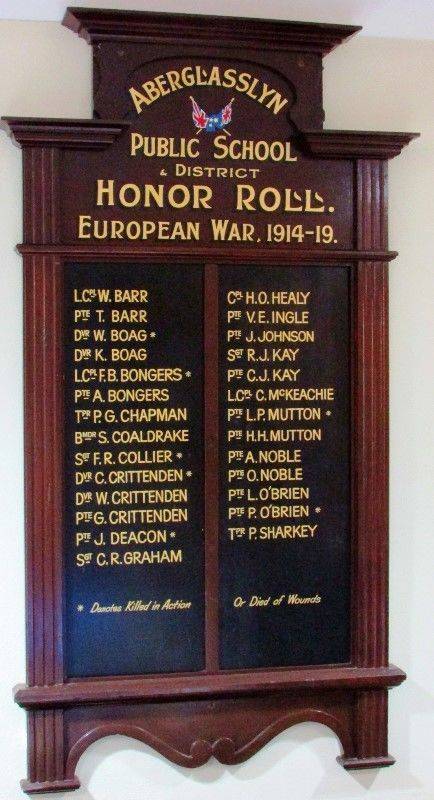 ABERGLASSLYN
PUBLIC SCHOOL
& DISTRICT
HONOR ROLL.
EUROPEAN WAR, 1914-19.
LCPL W. BARR
PTE T. BARR
DVR W. BOAG *
DVR K. BOAG
LCPL F.B. BONGERS *
PTE A. BONGERS
TPR P.G. CHAPMAN
BMDR S. COALDRAKE
SGT F.R. COLLIER *
DVR C. CRITTENDEN *
DVR W. CRITTENDEN
PTE G. CRITTENDEN
PTE J. DEACON *
SGT C.R. GRAHAM
* Denotes Killed in Action
CPL H.O. HEALY
PTE V.E. INGLE
PTE J. JOHNSON
SGT R.J. KAY
PTE C.J. KAY
LCPL C. McKEACHIE
PTE L.P. MUTTON *
PTE H.H. MUTTON
PTE A. NOBLE
PTE O. NOBLE
PTE L. O'BRIEN
PTE P. O'BRIEN *
TPR P. SHARKEY
Or Died of Wounds